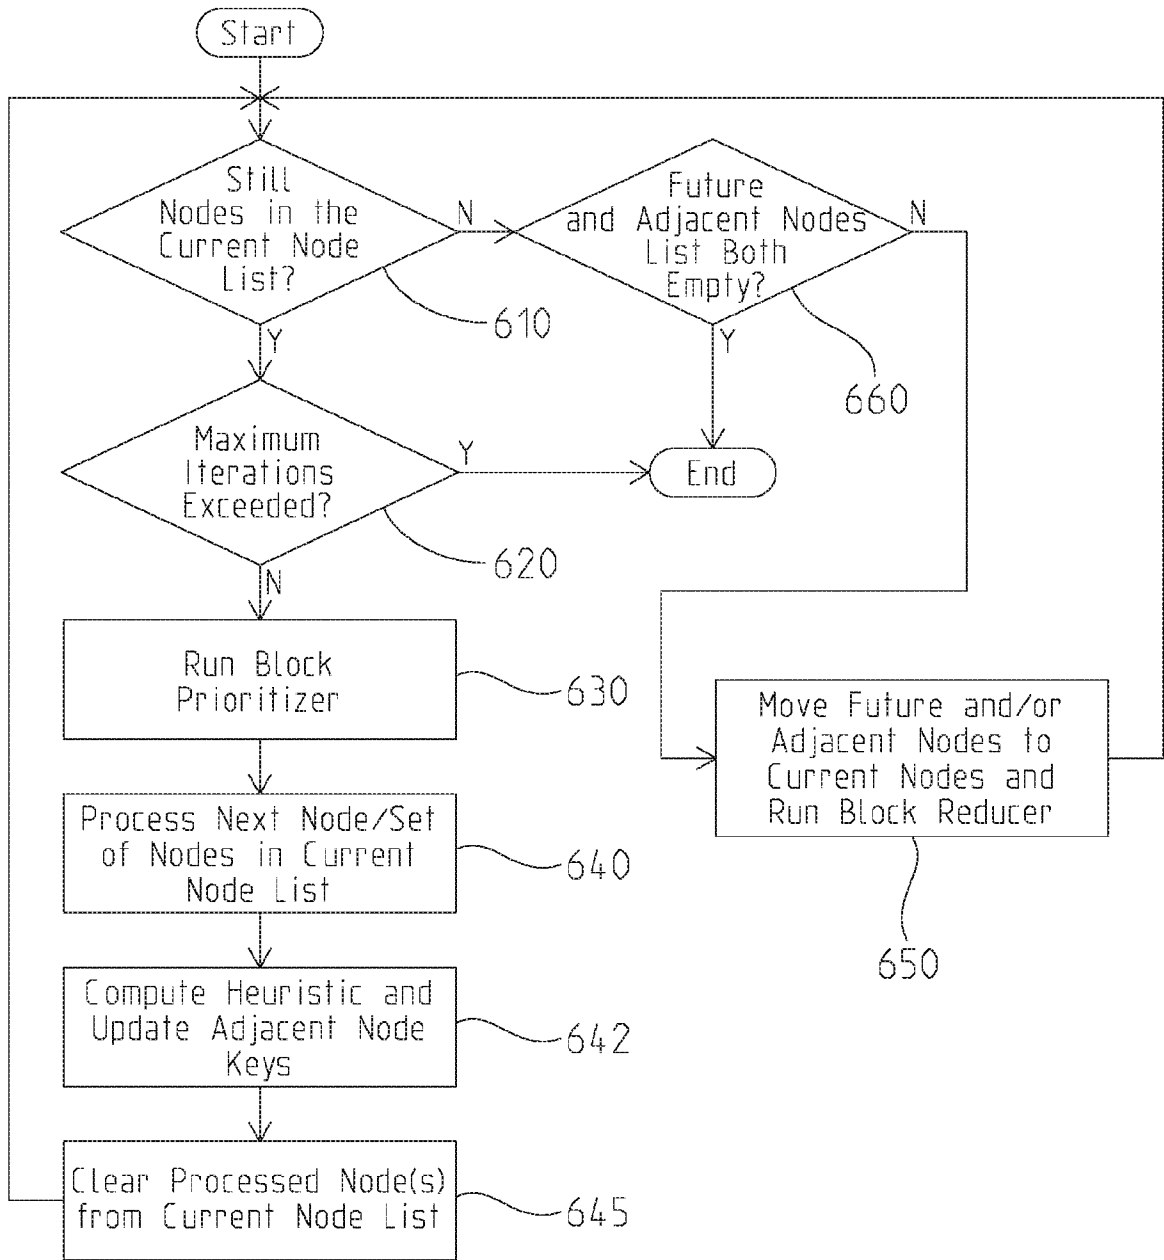 Start
Still
Nodes in the
Current Node
List?
N
610
Y
Future
and Adjacent Nodes
List Both
Empty?
N
660
Y
Maximum
Iterations
Exceeded?
Y
620
N
End
Run Block
Prioritizer
630
Move Future and/or
Adjacent Nodes to
Current Nodes and
Run Block Reducer
650
Process Next Node/Set
of Nodes in Current
Node List
640
Compute Heuristic and
Update Adjacent Node
Keys
642
Clear Processed Node(s)
from Current Node List
645